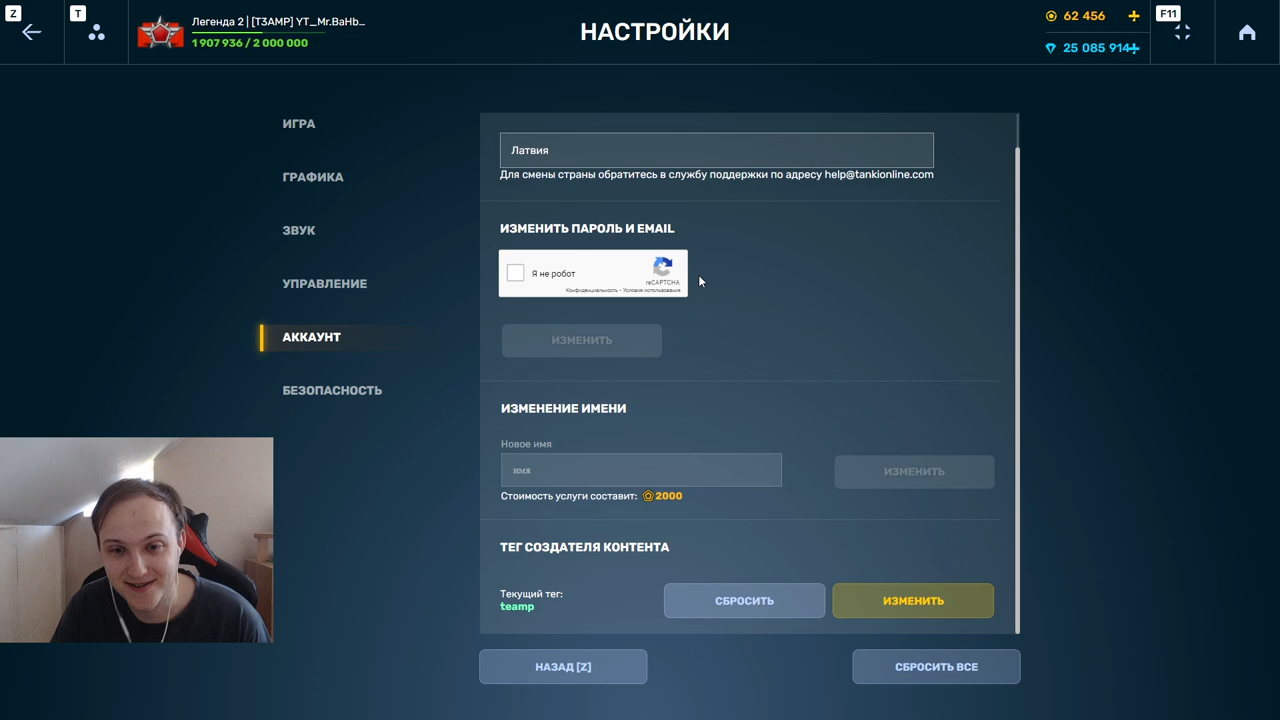 Z
T
Легенда 2 | [T3AMP] YT_Mr.BaHb...
1 907 936 / 2 000 000
НАСТРОЙКИ
62 456
25 085 914
F11
ИГРА
ГРАФИКА
ЗВУК
УПРАВЛЕНИЕ
АККАУНТ
БЕЗОПАСНОСТЬ
Латвия
Для смены страны обратитесь в службу поддержки по адресу help@tankionline.com
ИЗМЕНИТЬ ПАРОЛЬ И EMAIL
Я не робот
reCAPTCHA
Конфиденциальность - Условия использования
ИЗМЕНИТЬ
ИЗМЕНЕНИЕ ИМЕНИ
Новое имя
имя
ИЗМЕНИТЬ
Стоимость услуги составит: 2000
ТЕГ СОЗДАТЕЛЯ КОНТЕНТА
Текущий тег:
teamp
СБРОСИТЬ
ИЗМЕНИТЬ
НАЗАД [Z]
СБРОСИТЬ ВСЕ